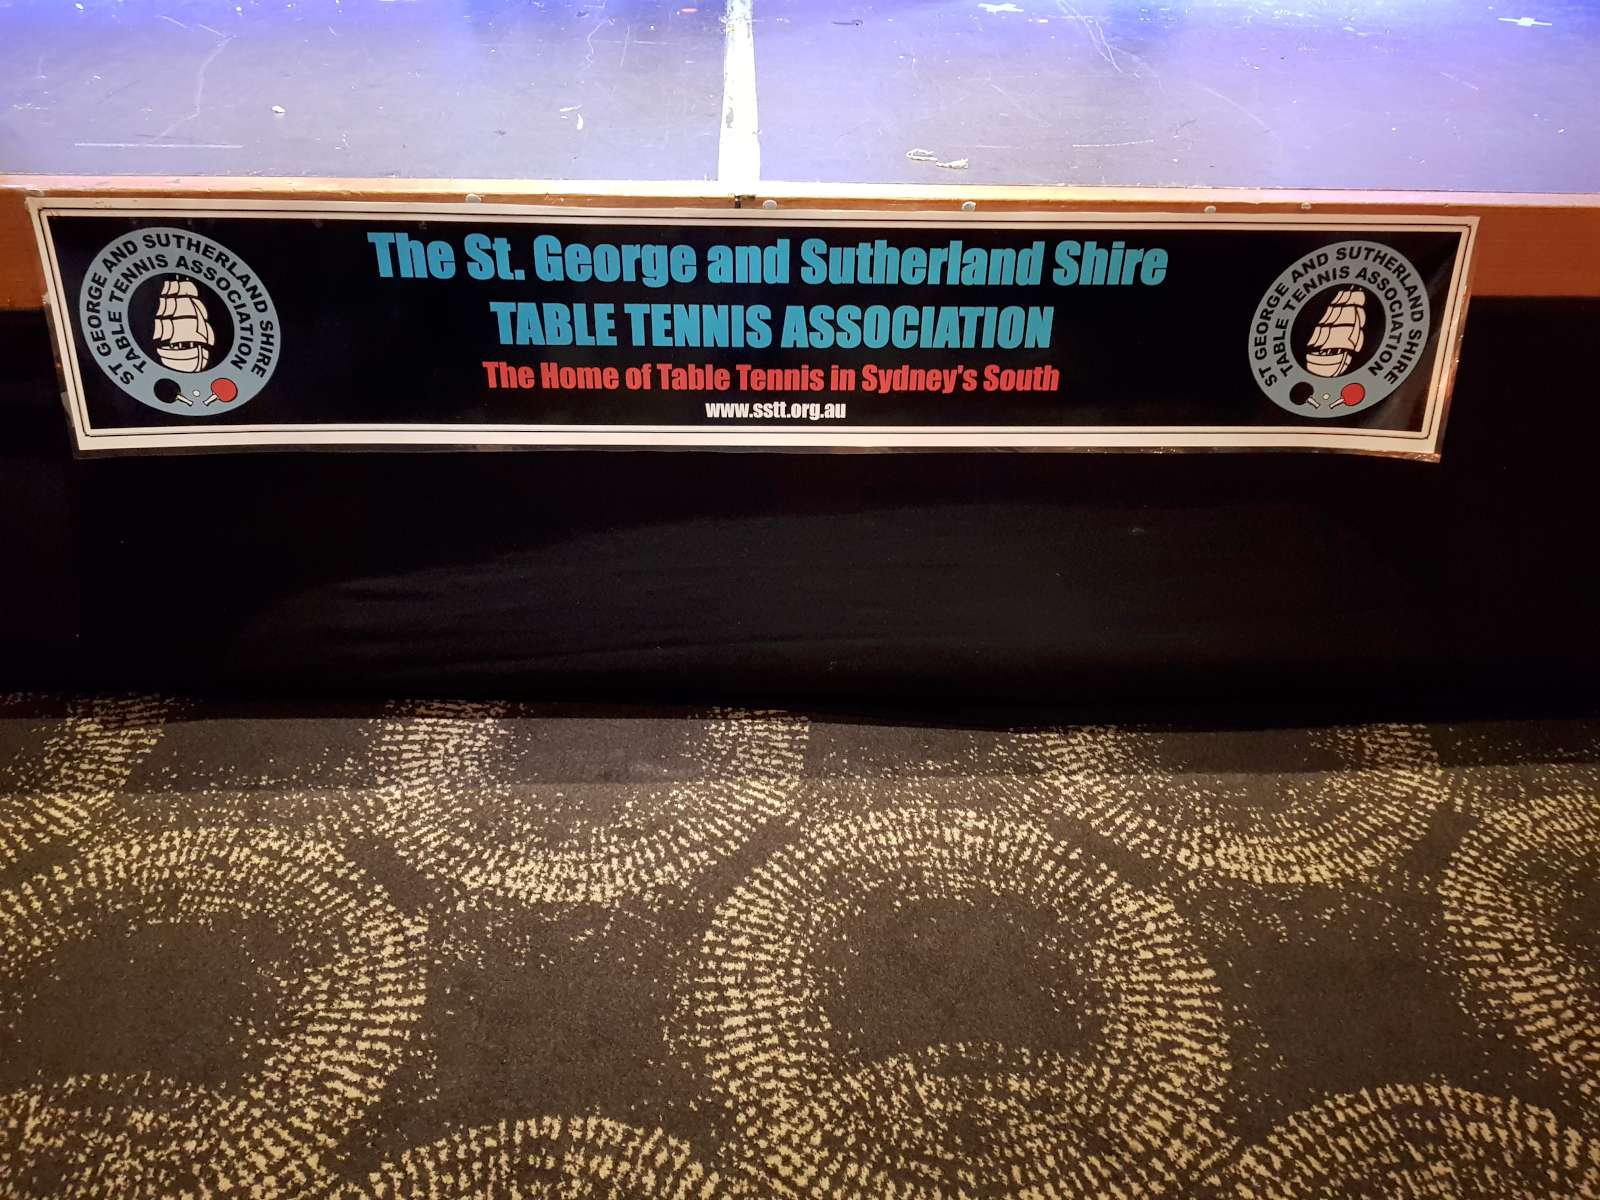 ST GEORGE AND SUTHERLAND SHIRE
TABLE TENNIS ASSOCIATION
The St. George and Sutherland Shire
TABLE TENNIS ASSOCIATION
The Home of Table Tennis in Sydney's South
www.sstt.org.au
ST GEORGE AND SUTHERLAND SHIRE
TABLE TENNIS ASSOCIATION